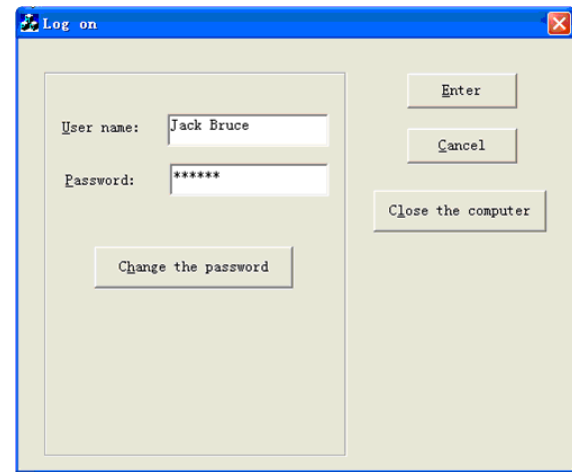 Log on
User name: Jack Bruce
Password: ******
Change the password
Enter
Cancel
Close the computer